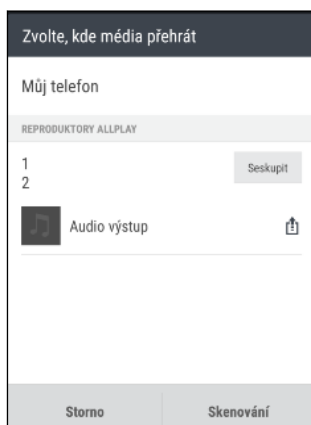 Zvolte, kde média přehrát
Můj telefon
REPRODUKTORY ALLPLAY
1
Seskupit
2
Audio výstup
Storno
Skenování